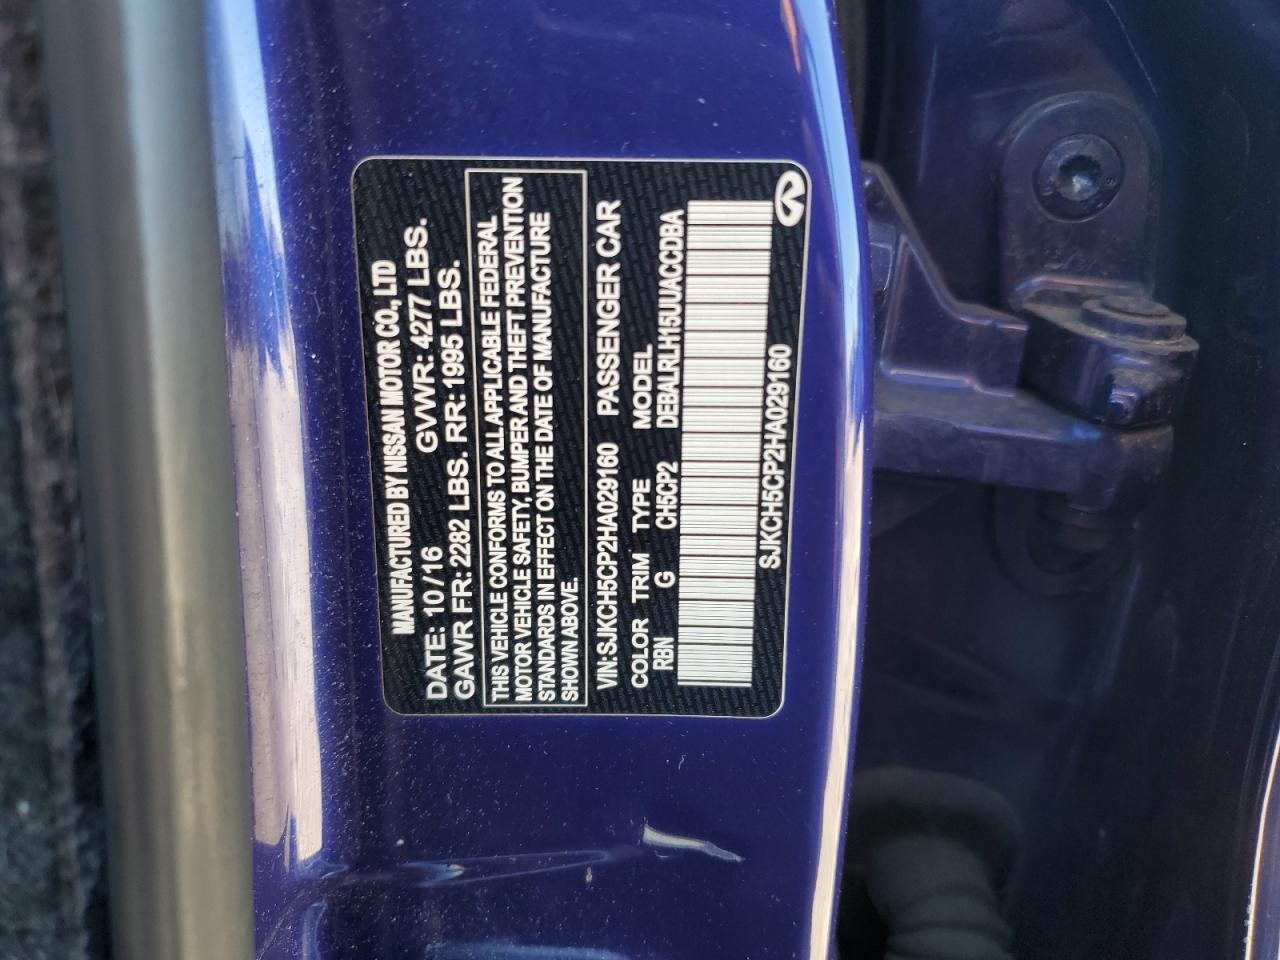 MANUFACTURED BY NISSAN MOTOR CO., LTD
DATE: 10/16 GVWR: 4277 LBS.
GAWR FR: 2282 LBS. RR: 1995 LBS.
THIS VEHICLE CONFORMS TO ALL APPLICABLE FEDERAL
MOTOR VEHICLE SAFETY, BUMPER AND THEFT PREVENTION
STANDARDS IN EFFECT ON THE DATE OF MANUFACTURE
SHOWN ABOVE.
VIN:SJKCH5CP2HA029160 PASSENGER CAR
COLOR TRIM TYPE MODEL
RBN G CH5CP2 DEBALRLH15UUACCDBA
SJKCH5CP2HA029160